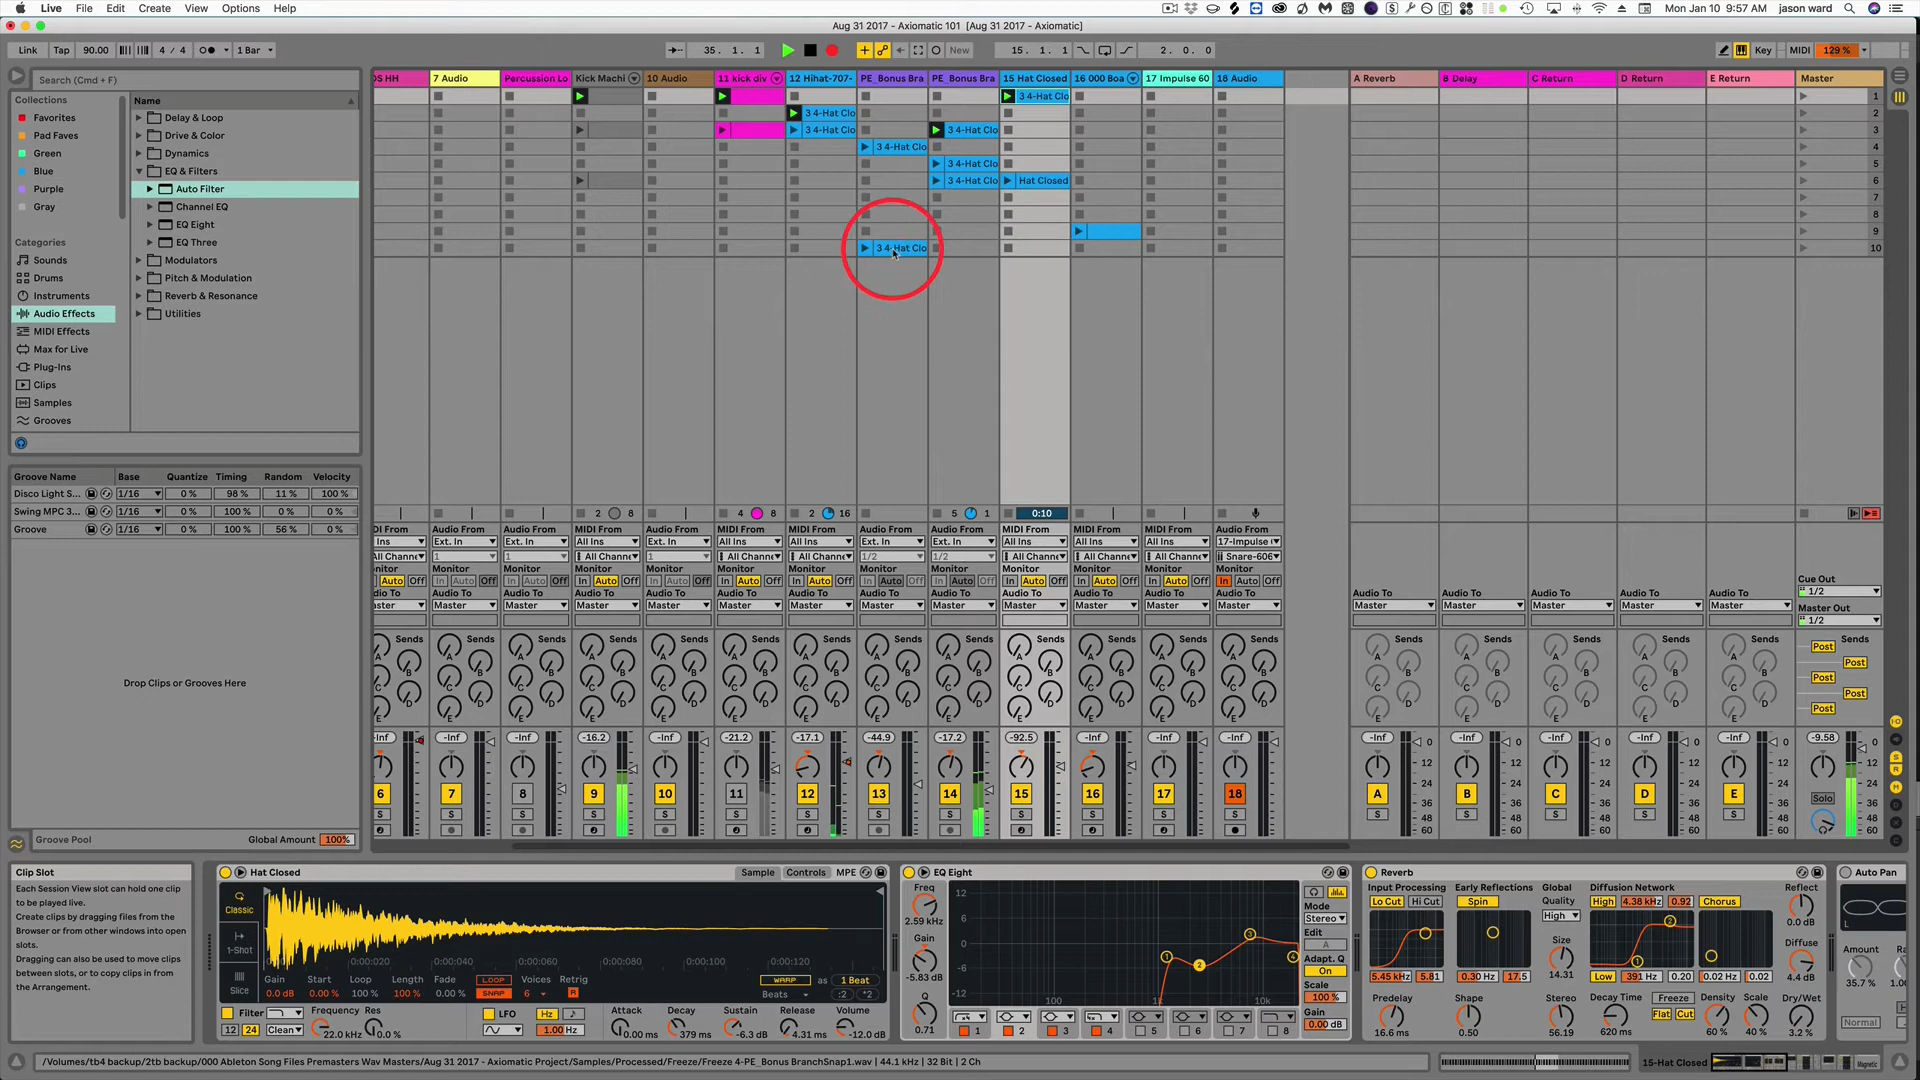 Live File Edit Create View Options Help
Mon Jan 10 9:57 AM jason ward
Aug 31 2017 - Axiomatic 101 [Aug 31 2017 - Axiomatic]
Link Tap 90.00 4 / 4 1 Bar
35. 1. 1
New
15. 1. 1
2. 0. 0
Key MIDI 129 %
Search (Cmd + F)
Collections
Favorites
Pad Faves
Green
Blue
Purple
Gray
Categories
Sounds
Drums
Instruments
Audio Effects
MIDI Effects
Max for Live
Plug-Ins
Clips
Samples
Grooves
Name
Delay & Loop
Drive & Color
Dynamics
EQ & Filters
Auto Filter
Channel EQ
EQ Eight
EQ Three
Modulators
Pitch & Modulation
Reverb & Resonance
Utilities
OS HH 7 Audio Percussion Lo Kick Machi 10 Audio 11 kick div 12 Hihat-707- PE_Bonus Bra PE_Bonus Bra 15 Hat Closed 16 000 Boa 17 Impulse 60 18 Audio
A Reverb B Delay C Return D Return E Return Master
3 4-Hat Clo 1
3 4-Hat Clo 2
3 4-Hat Clo 3 4-Hat Clo 3
3 4-Hat Clo 4
3 4-Hat Clo 5
3 4-Hat Clo Hat Closed 6
7
8
9
3 4-Hat Clo 10
Groove Name Base Quantize Timing Random Velocity
Disco Light S... 1/16 0 % 98 % 11 % 100 %
Swing MPC 3... 1/16 0 % 100 % 0 % 0 %
Groove 1/16 0 % 100 % 56 % 0 %
Drop Clips or Grooves Here
Groove Pool Global Amount 100%
2 8 4 8 2 16 5 1 0:10
IDI From Audio From Audio From MIDI From Audio From MIDI From MIDI From Audio From Audio From MIDI From MIDI From MIDI From Audio From
All Ins Ext. In Ext. In All Ins Ext. In All Ins All Ins Ext. In Ext. In All Ins All Ins All Ins 17-Impulse
All Channe 1 1 All Channe 1 All Channe All Channe 1/2 1/2 All Channe All Channe All Channe Snare-606
Monitor Monitor Monitor Monitor Monitor Monitor Monitor Monitor Monitor Monitor Monitor Monitor Monitor
Auto Off In Auto Off In Auto Off In Auto Off In Auto Off In Auto Off In Auto Off In Auto Off In Auto Off In Auto Off In Auto Off In Auto Off In Auto Off
Audio To Audio To Audio To Audio To Audio To Audio To Audio To Audio To Audio To Audio To Audio To Audio To Audio To
Master Master Master Master Master Master Master Master Master Master Master Master Master
Audio To Audio To Audio To Audio To Audio To
Master Master Master Master Master
Cue Out
1/2
Master Out
1/2
Sends Sends Sends Sends Sends Sends Sends Sends Sends Sends Sends Sends Sends Sends Sends Sends Sends Sends Sends
A B C D E
Post
Post
Post
Post
Post
-Inf -Inf -Inf -16.2 -Inf -21.2 -17.1 -44.9 -17.2 -92.5 -Inf -Inf -Inf -Inf -Inf -Inf -Inf -Inf -9.58
6 7 8 9 10 11 12 13 14 15 16 17 18 A B C D E Solo
S S S S S S S S S S S S S S S S S S
0 12 24 36 48 60
Clip Slot
Each Session View slot can hold one clip
to be played live.
Create clips by dragging files from the
Browser or from other windows into open
slots.
Dragging can also be used to move clips
between slots, or to copy clips in from
the Arrangement.
Hat Closed Sample Controls MPE
Classic
1-Shot
Slice
0:00:020 0:00:040 0:00:060 0:00:080 0:00:100 0:00:120
Gain Start Loop Length Fade LOOP Voices Retrig WARP as 1 Beat
0.0 dB 0.00 % 100 % 100 % 0.00 % SNAP 6 R Beats :2 *2
Filter Frequency Res LFO Hz Attack Decay Sustain Release Volume
12 24 Clean 22.0 kHz 0.00 % 1.00 Hz 0.00 ms 379 ms -6.3 dB 4.31 ms -12.0 dB
EQ Eight
Freq
2.59 kHz
Gain
-5.83 dB
Q
0.71
12
6
0
-6
-12
100 1k 10k
1 2 3 4
1 2 3 4 5 6 7 8
Mode
Stereo
Edit
A
Adapt. Q
On
Scale
100 %
Gain
0.00 dB
Reverb
Input Processing Early Reflections Global Diffusion Network Reflect
Lo Cut Hi Cut Spin Quality High 4.38 kHz 0.92 Chorus 0.0 dB
High
Size Diffuse
5.45 kHz 5.81 0.30 Hz 17.5 14.31 Low 391 Hz 0.20 0.02 Hz 0.02 4.4 dB
Predelay Shape Stereo Decay Time Freeze Density Scale Dry/Wet
Flat Cut
16.6 ms 0.50 56.19 620 ms 60 % 40 % 3.2 %
Auto Pan
L
Amount
35.7 %
Normal
/Volumes/tb4 backup/2tb backup/000 Ableton Song Files Premasters Wav Masters/Aug 31 2017 - Axiomatic Project/Samples/Processed/Freeze/Freeze 4-PE_Bonus BranchSnap1.wav | 44.1 kHz | 32 Bit | 2 Ch
15-Hat Closed